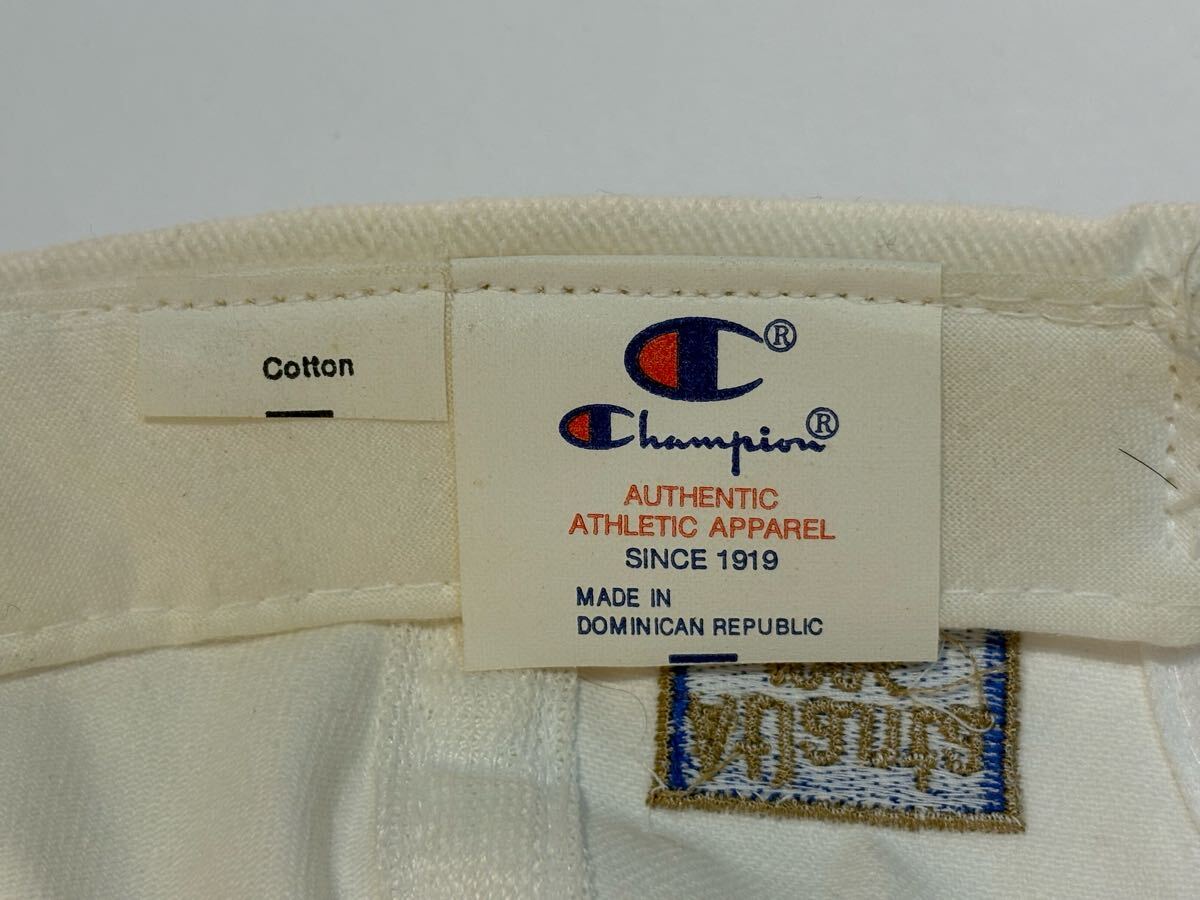 Cotton
®
Champion®
AUTHENTIC
ATHLETIC APPAREL
SINCE 1919
MADE IN
DOMINICAN REPUBLIC